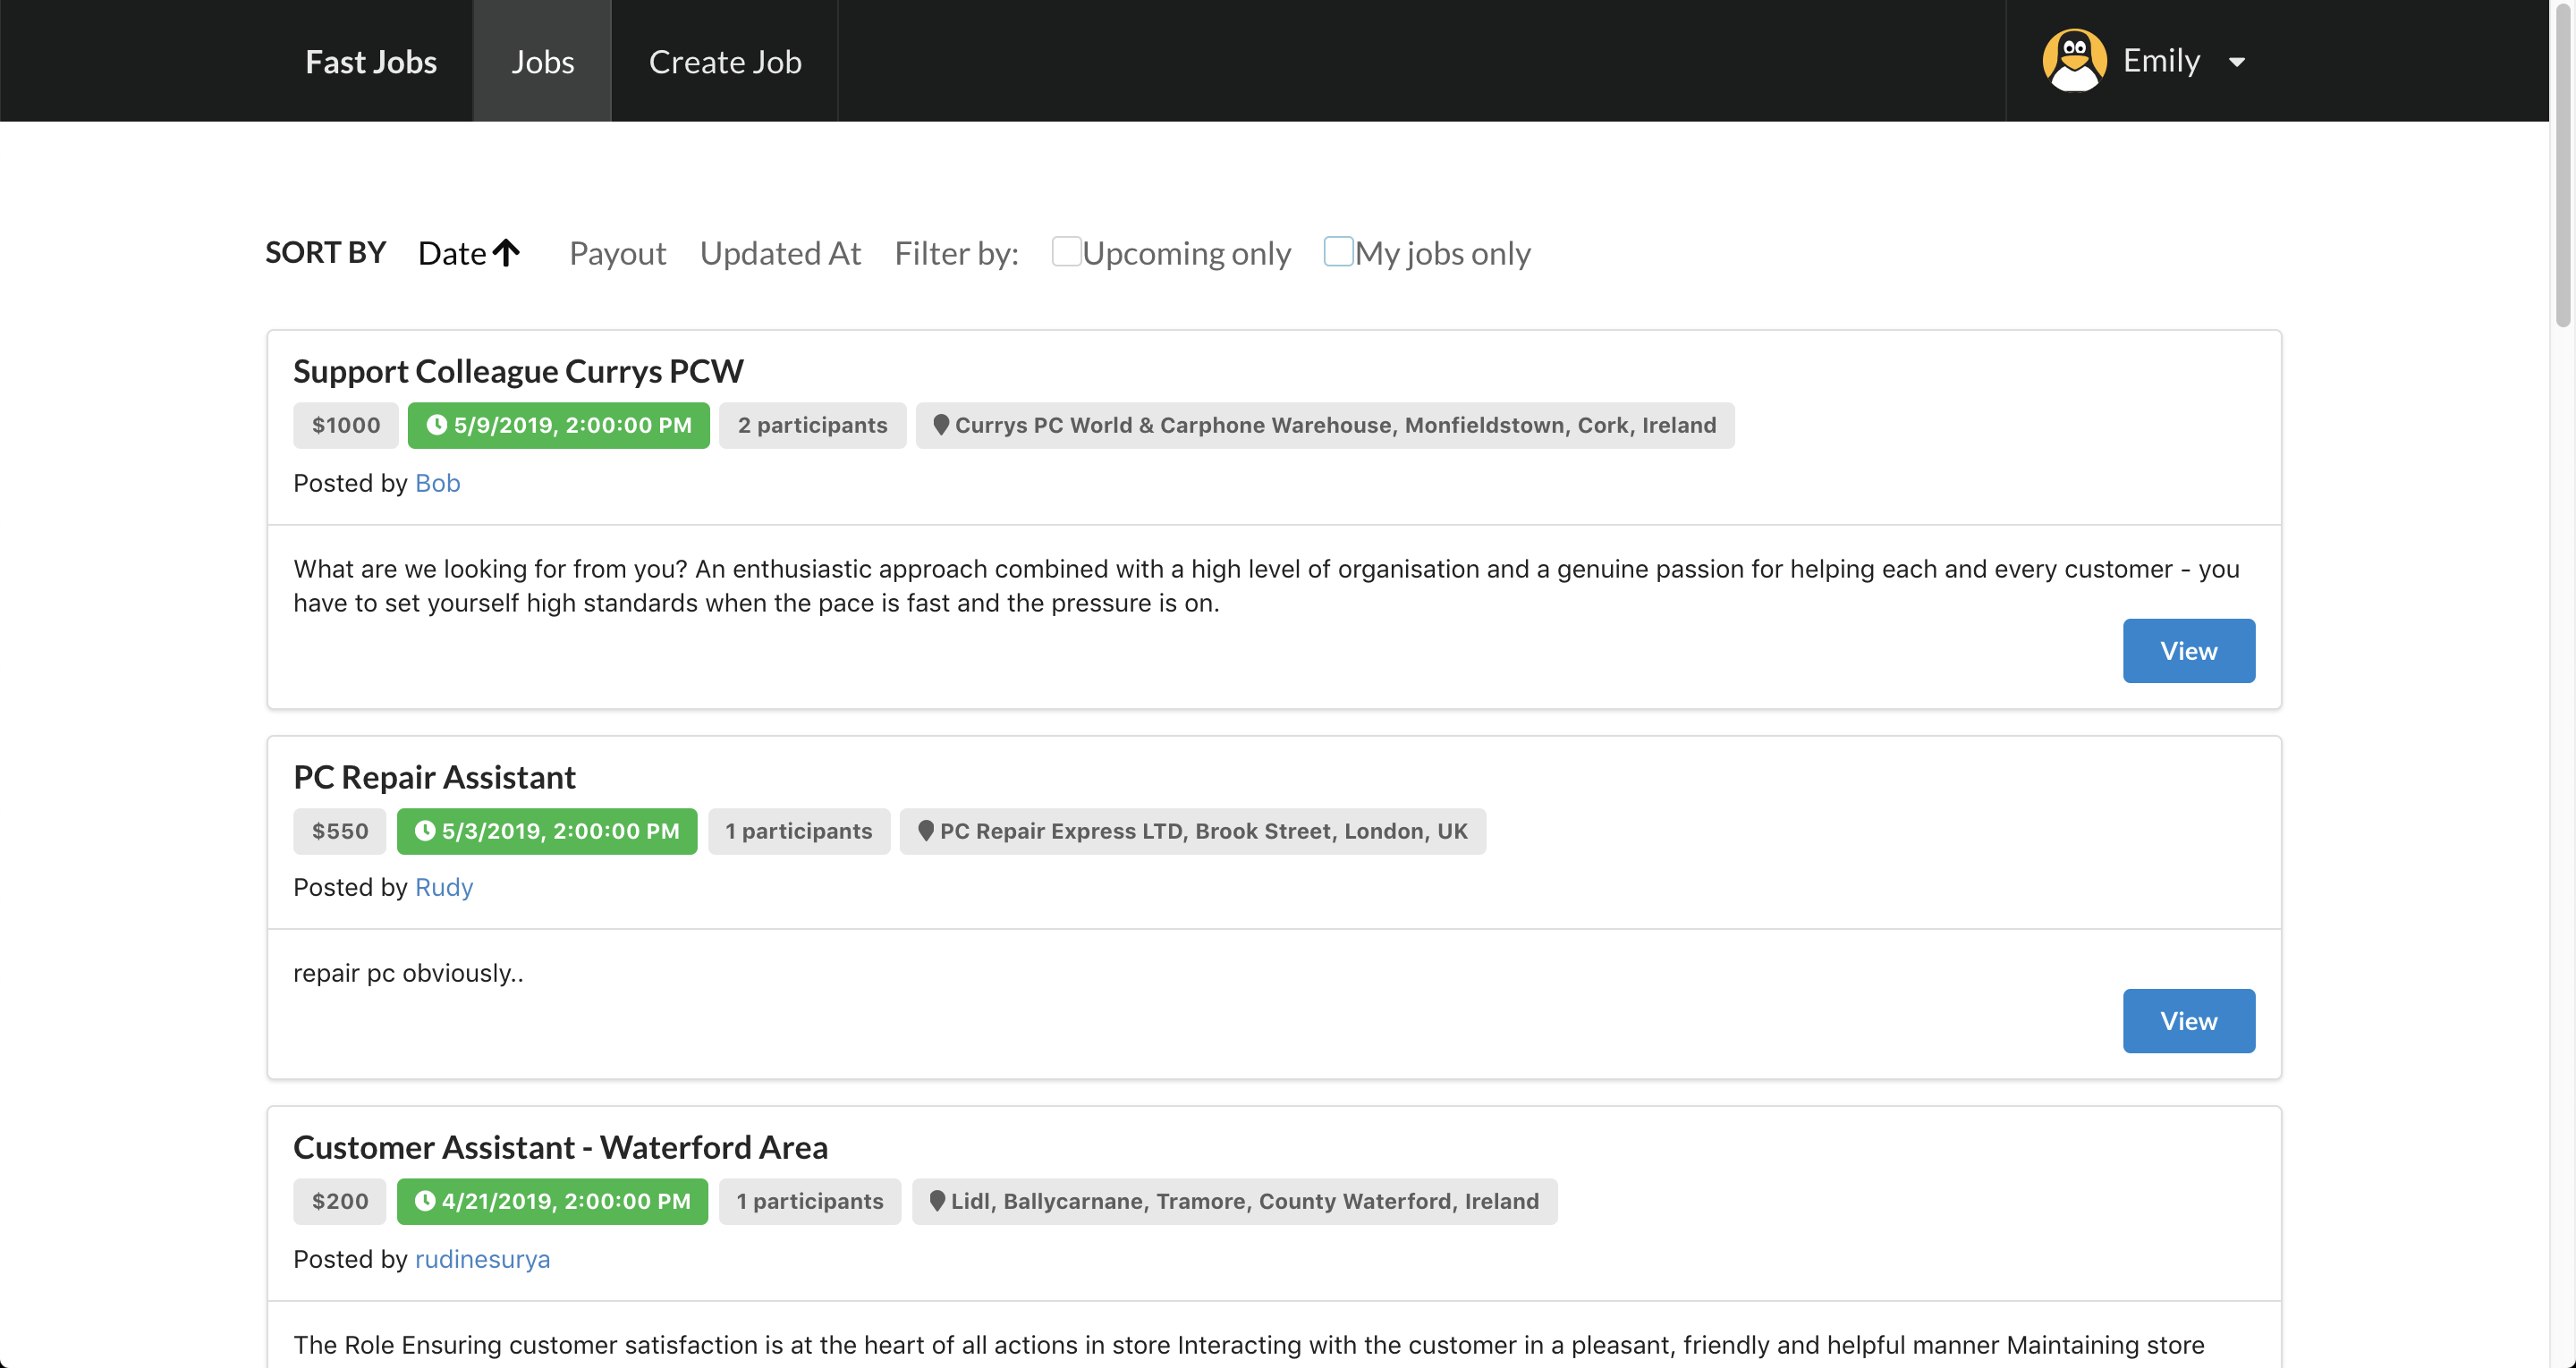 Fast Jobs Jobs Create Job Emily
SORT BY Date Payout Updated At Filter by: Upcoming only My jobs only
Support Colleague Currys PCW
$1000 5/9/2019, 2:00:00 PM 2 participants Currys PC World & Carphone Warehouse, Monfieldstown, Cork, Ireland
Posted by Bob
What are we looking for from you? An enthusiastic approach combined with a high level of organisation and a genuine passion for helping each and every customer - you
have to set yourself high standards when the pace is fast and the pressure is on.
View
PC Repair Assistant
$550 5/3/2019, 2:00:00 PM 1 participants PC Repair Express LTD, Brook Street, London, UK
Posted by Rudy
repair pc obviously..
View
Customer Assistant - Waterford Area
$200 4/21/2019, 2:00:00 PM 1 participants Lidl, Ballycarnane, Tramore, County Waterford, Ireland
Posted by rudinesurya
The Role Ensuring customer satisfaction is at the heart of all actions in store Interacting with the customer in a pleasant, friendly and helpful manner Maintaining store